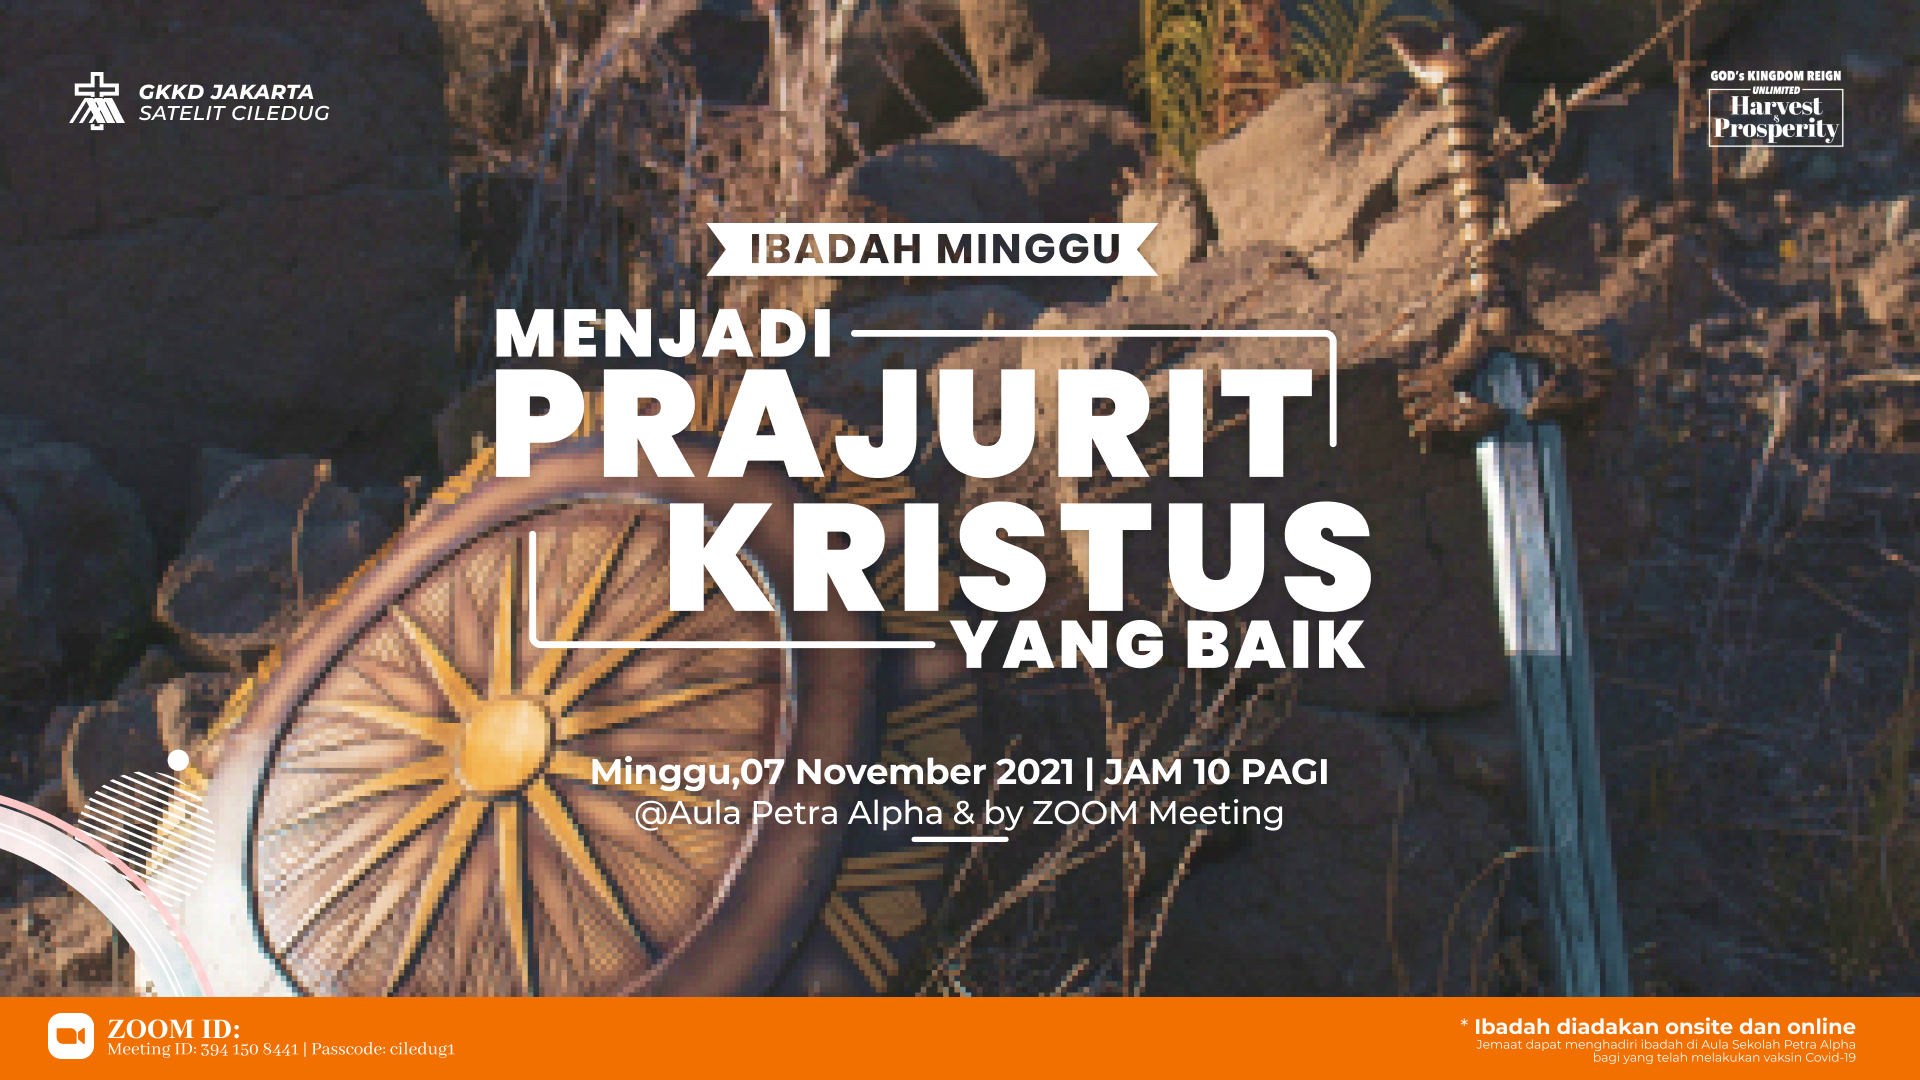 GKKD JAKARTA
SATELIT CILEDUG
GOD's KINGDOM REIGN
UNLIMITED
Harvest
&
Prosperity
IBADAH MINGGU
MENJADI
PRAJURIT
KRISTUS
YANG BAIK
Minggu,07 November 2021 | JAM 10 PAGI
@Aula Petra Alpha & by ZOOM Meeting
ZOOM ID:
Meeting ID: 394 150 8441 | Passcode: ciledug1
* Ibadah diadakan onsite dan online
Jemaat dapat menghadiri ibadah di Aula Sekolah Petra Alpha
bagi yang telah melakukan vaksin Covid-19